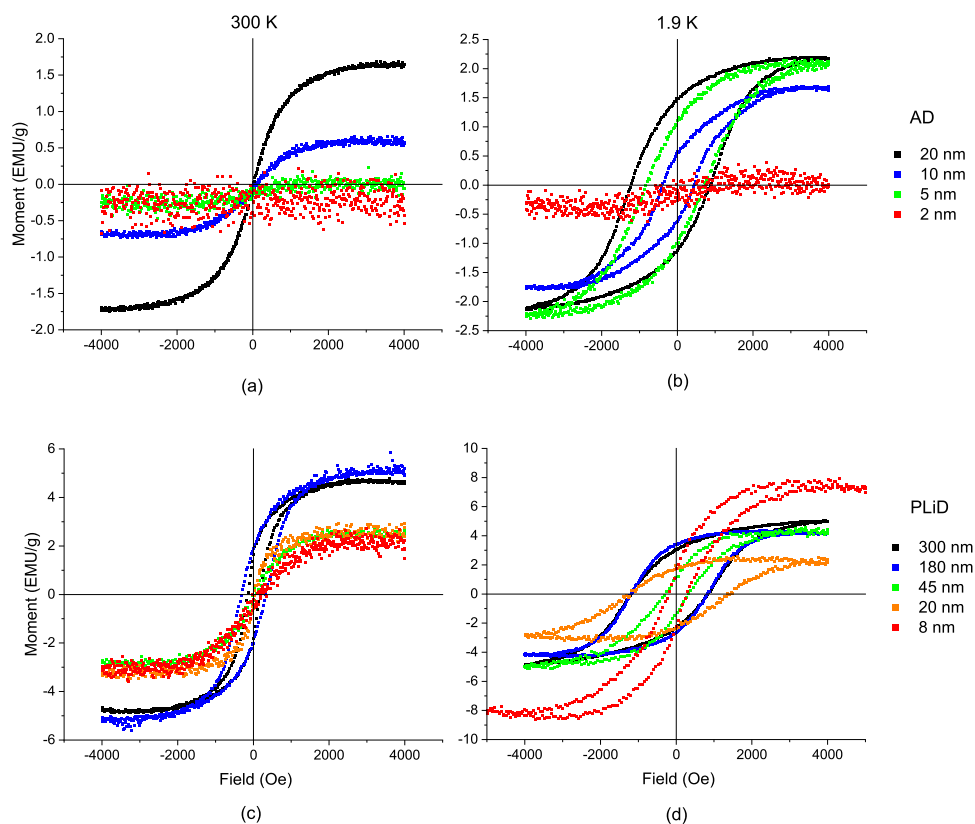 300 K
1.9 K
Moment (EMU/g)
2.0
1.5
1.0
0.5
0.0
-0.5
-1.0
-1.5
-2.0
-4000 -2000 0 2000 4000
(a)
2.5
2.0
1.5
1.0
0.5
0.0
-0.5
-1.0
-1.5
-2.0
-2.5
-4000 -2000 0 2000 4000
(b)
AD
20 nm
10 nm
5 nm
2 nm
Moment (EMU/g)
6
4
2
0
-2
-4
-6
-4000 -2000 0 2000 4000
Field (Oe)
(c)
10
8
6
4
2
0
-2
-4
-6
-8
-10
-4000 -2000 0 2000 4000
Field (Oe)
(d)
PLiD
300 nm
180 nm
45 nm
20 nm
8 nm